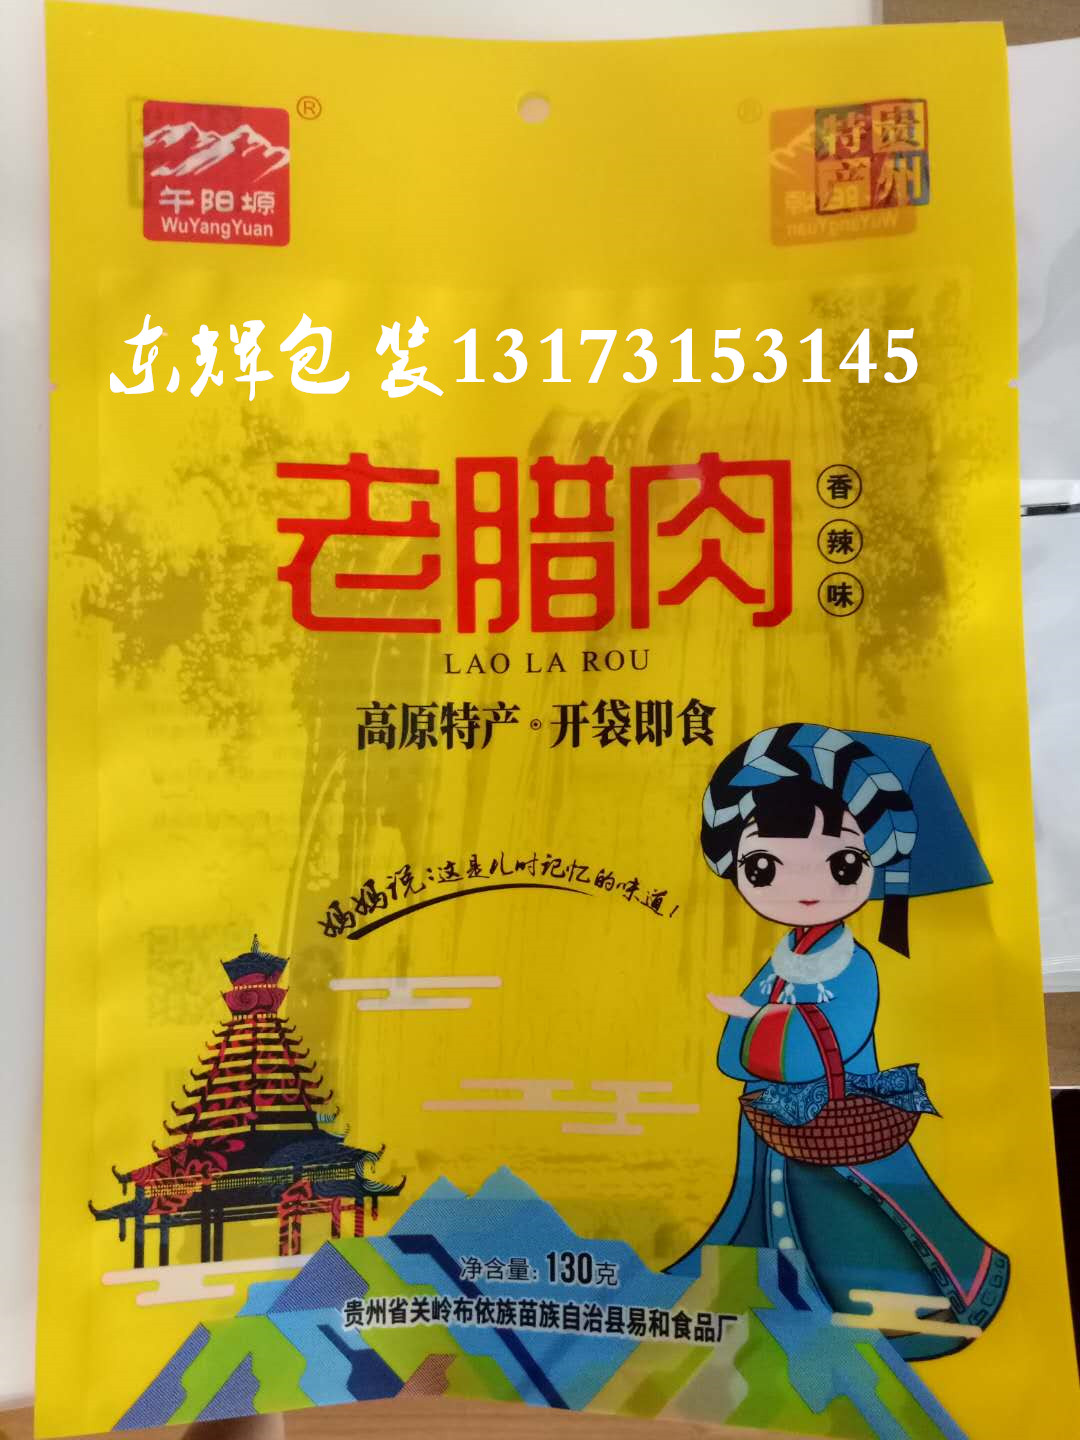 午阳塬
WuYangYuan
®
贵州
特产
东辉包装13173153145
老腊肉
香辣味
LAO LA ROU
高原特产·开袋即食
妈妈说:这是儿时记忆的味道!
净含量:130克
贵州省关岭布依族苗族自治县易和食品厂